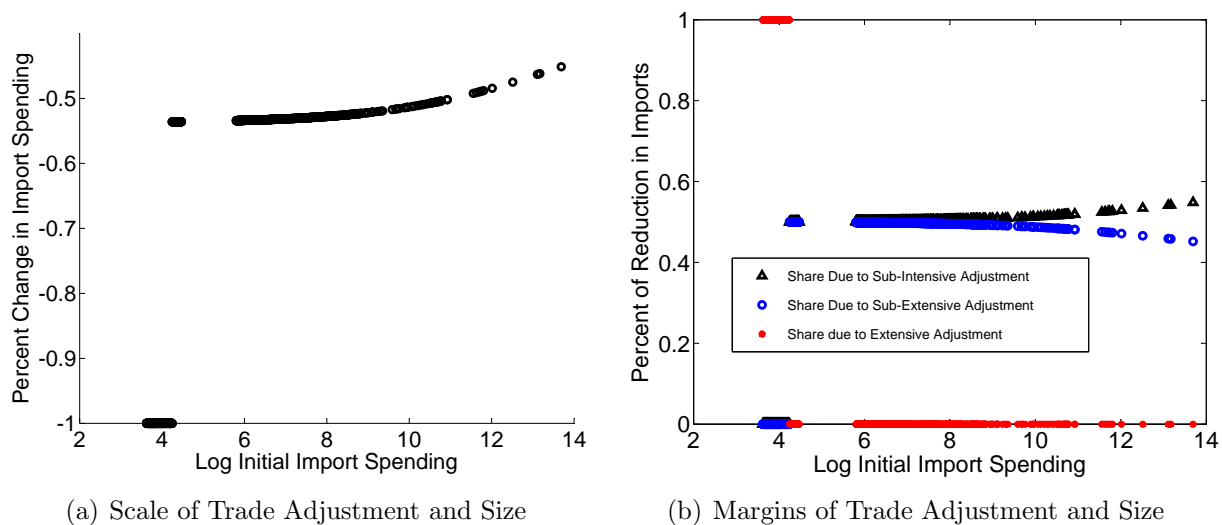 Percent Change in Import Spending
-0.5
-0.6
-0.7
-0.8
-0.9
-1
2 4 6 8 10 12 14
Log Initial Import Spending
(a) Scale of Trade Adjustment and Size
Percent of Reduction in Imports
1
0.8
0.6
0.4
0.2
0
Share Due to Sub-Intensive Adjustment
Share Due to Sub-Extensive Adjustment
Share due to Extensive Adjustment
2 4 6 8 10 12 14
Log Initial Import Spending
(b) Margins of Trade Adjustment and Size